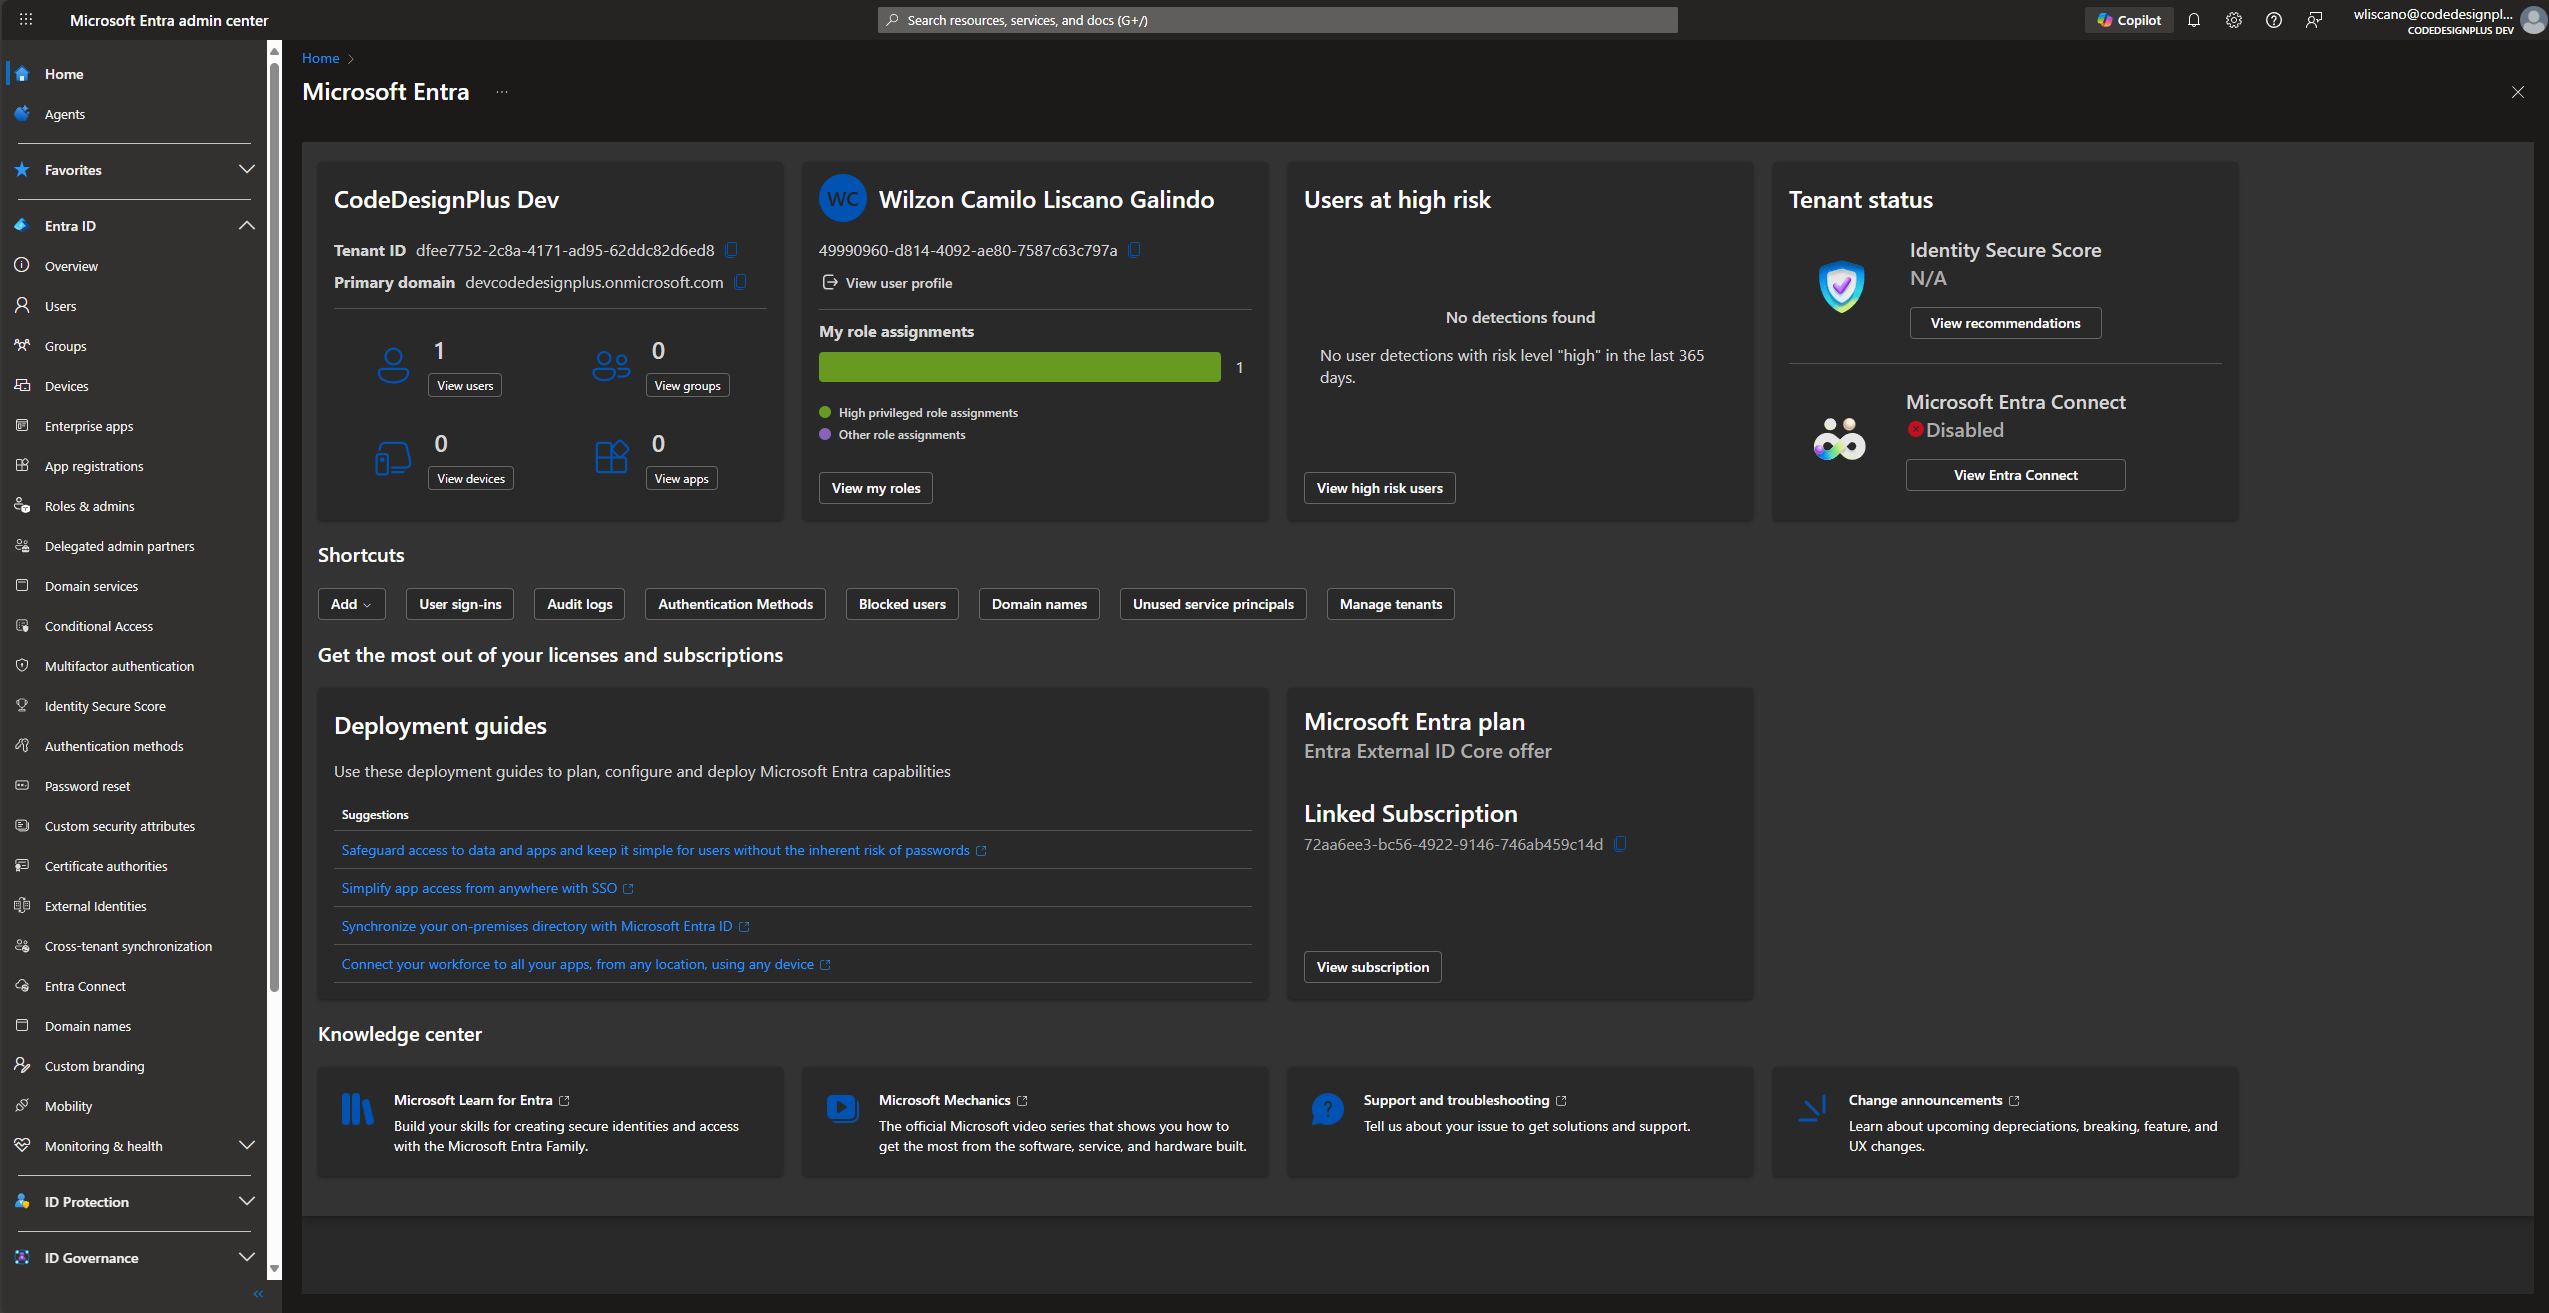 Microsoft Entra admin center
Search resources, services, and docs (G+/)
Copilot
wliscano@codedesignpl...
CODEDESIGNPLUS DEV
Home
Agents
Favorites
Entra ID
Overview
Users
Groups
Devices
Enterprise apps
App registrations
Roles & admins
Delegated admin partners
Domain services
Conditional Access
Multifactor authentication
Identity Secure Score
Authentication methods
Password reset
Custom security attributes
Certificate authorities
External Identities
Cross-tenant synchronization
Entra Connect
Domain names
Custom branding
Mobility
Monitoring & health
ID Protection
ID Governance
Home
Microsoft Entra
...
CodeDesignPlus Dev
Tenant ID dfee7752-2c8a-4171-ad95-62ddc82d6ed8
Primary domain devcodedesignplus.onmicrosoft.com
1
View users
0
View groups
0
View devices
0
View apps
WC
Wilzon Camilo Liscano Galindo
49990960-d814-4092-ae80-7587c63c797a
View user profile
My role assignments
1
High privileged role assignments
Other role assignments
View my roles
Users at high risk
No detections found
No user detections with risk level "high" in the last 365
days.
View high risk users
Tenant status
Identity Secure Score
N/A
View recommendations
Microsoft Entra Connect
Disabled
View Entra Connect
Shortcuts
Add
User sign-ins
Audit logs
Authentication Methods
Blocked users
Domain names
Unused service principals
Manage tenants
Get the most out of your licenses and subscriptions
Deployment guides
Use these deployment guides to plan, configure and deploy Microsoft Entra capabilities
Suggestions
Safeguard access to data and apps and keep it simple for users without the inherent risk of passwords
Simplify app access from anywhere with SSO
Synchronize your on-premises directory with Microsoft Entra ID
Connect your workforce to all your apps, from any location, using any device
Microsoft Entra plan
Entra External ID Core offer
Linked Subscription
72aa6ee3-bc56-4922-9146-746ab459c14d
View subscription
Knowledge center
Microsoft Learn for Entra
Build your skills for creating secure identities and access
with the Microsoft Entra Family.
Microsoft Mechanics
The official Microsoft video series that shows you how to
get the most from the software, service, and hardware built.
Support and troubleshooting
Tell us about your issue to get solutions and support.
Change announcements
Learn about upcoming depreciations, breaking, feature, and
UX changes.